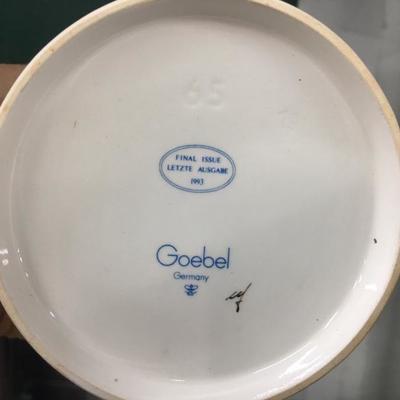 65
FINAL ISSUE
LETZTE AUSGABE
1993
Goebel
Germany